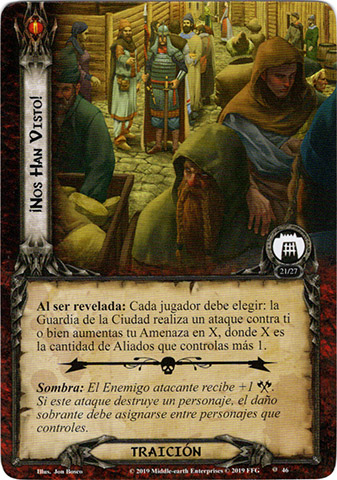 ¡Nos Han Visto!
21/27
Al ser revelada: Cada jugador debe elegir: la
Guardia de la Ciudad realiza un ataque contra ti
o bien aumentas tu Amenaza en X, donde X es
la cantidad de Aliados que controlas más 1.
Sombra: El Enemigo atacante recibe +1
Si este ataque destruye un personaje, el daño
sobrante debe asignarse entre personajes que
controles.
TRAICIÓN
Illus. Jon Bosco © 2019 Middle-earth Enterprises © 2019 FFG 46